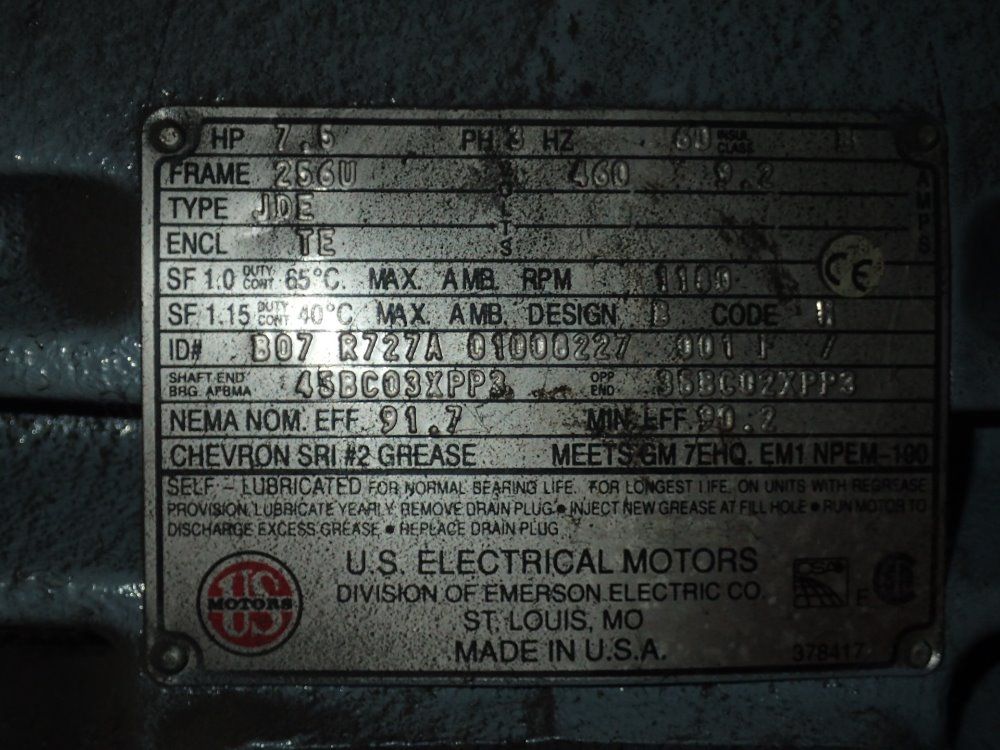 HP 7.5 PH 3 HZ 60 INSUL CLASS B
FRAME 256U VOLTS 460 9.2 AMPS
TYPE JDE
ENCL TE
SF 1.0 DUTY CONT 65°C. MAX. AMB. RPM 1180
CE
SF 1.15 DUTY CONT 40°C MAX. AMB. DESIGN B CODE H
ID# B07 R727A 01008227 001 F
SHAFT END BRG AFBMA 45BC03XPP3 OPP END 35BC02XPP3
NEMA NOM. EFF. 91.7 MIN. EFF. 90.2
CHEVRON SRI #2 GREASE MEETS GM 7EHQ. EM1 NPEM-100
SELF - LUBRICATED FOR NORMAL BEARING LIFE. FOR LONGEST LIFE, ON UNITS WITH REGREASE
PROVISION, LUBRICATE YEARLY. REMOVE DRAIN PLUG ● INJECT NEW GREASE AT FILL HOLE ● RUN MOTOR TO
DISCHARGE EXCESS GREASE ● REPLACE DRAIN PLUG
US MOTORS
U.S. ELECTRICAL MOTORS
DIVISION OF EMERSON ELECTRIC CO.
ST. LOUIS, MO
MADE IN U.S.A.
378417